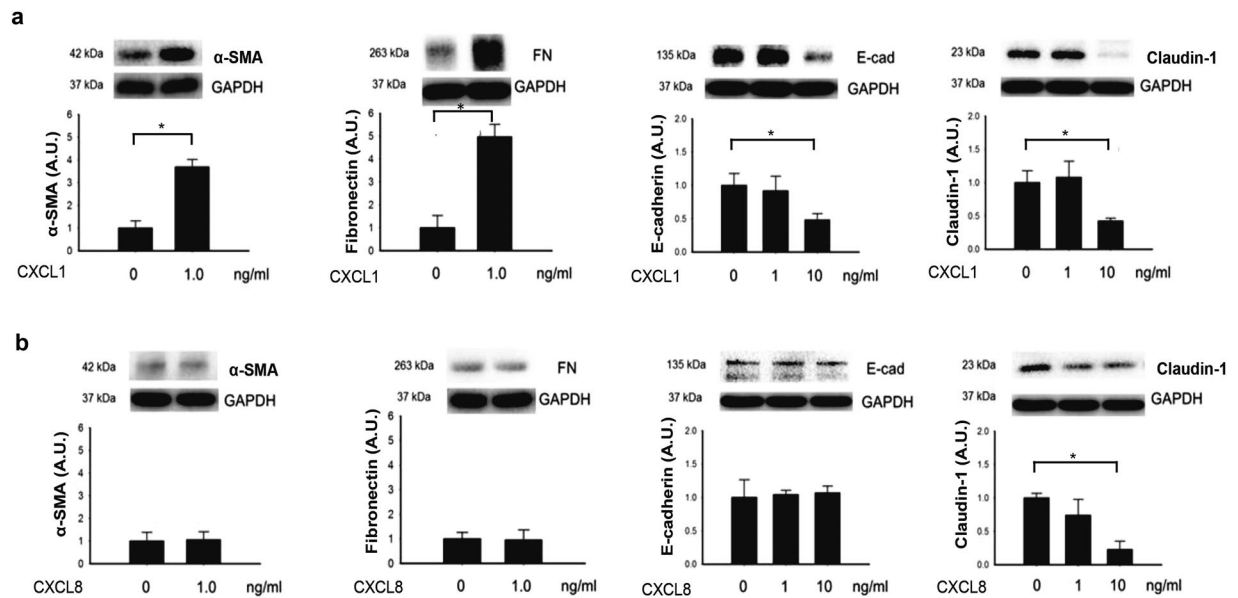 a
42 kDa α-SMA
37 kDa GAPDH
α-SMA (A.U.)
6
5
4
3
2
1
0
*
CXCL1 0 1.0 ng/ml
263 kDa FN
37 kDa GAPDH
Fibronectin (A.U.)
6
5
4
3
2
1
0
*
CXCL1 0 1.0 ng/ml
135 kDa E-cad
37 kDa GAPDH
E-cadherin (A.U.)
2.0
1.5
1.0
0.5
0.0
*
CXCL1 0 1 10 ng/ml
23 kDa Claudin-1
37 kDa GAPDH
Claudin-1 (A.U.)
2.0
1.5
1.0
0.5
0.0
*
CXCL1 0 1 10 ng/ml
b
42 kDa α-SMA
37 kDa GAPDH
α-SMA (A.U.)
6
5
4
3
2
1
0
CXCL8 0 1.0 ng/ml
263 kDa FN
37 kDa GAPDH
Fibronectin (A.U.)
6
5
4
3
2
1
0
CXCL8 0 1.0 ng/ml
135 kDa E-cad
37 kDa GAPDH
E-cadherin (A.U.)
2.0
1.5
1.0
0.5
0.0
CXCL8 0 1 10 ng/ml
23 kDa Claudin-1
37 kDa GAPDH
Claudin-1 (A.U.)
2.0
1.5
1.0
0.5
0.0
*
CXCL8 0 1 10 ng/ml